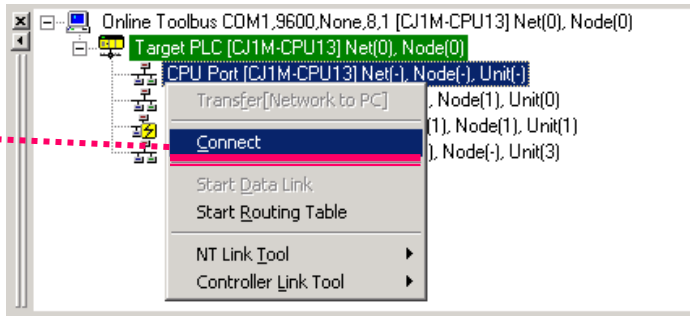 Online Toolbus COM1,9600,None,8,1 [CJ1M-CPU13] Net(0), Node(0)
Target PLC [CJ1M-CPU13] Net(0), Node(0)
CPU Port [CJ1M-CPU13] Net(-), Node(-), Unit(-)
Transfer[Network to PC] , Node(1), Unit(0)
(1), Node(1), Unit(1)
Connect
), Node(-), Unit(3)
Start Data Link
Start Routing Table
NT Link Tool
Controller Link Tool